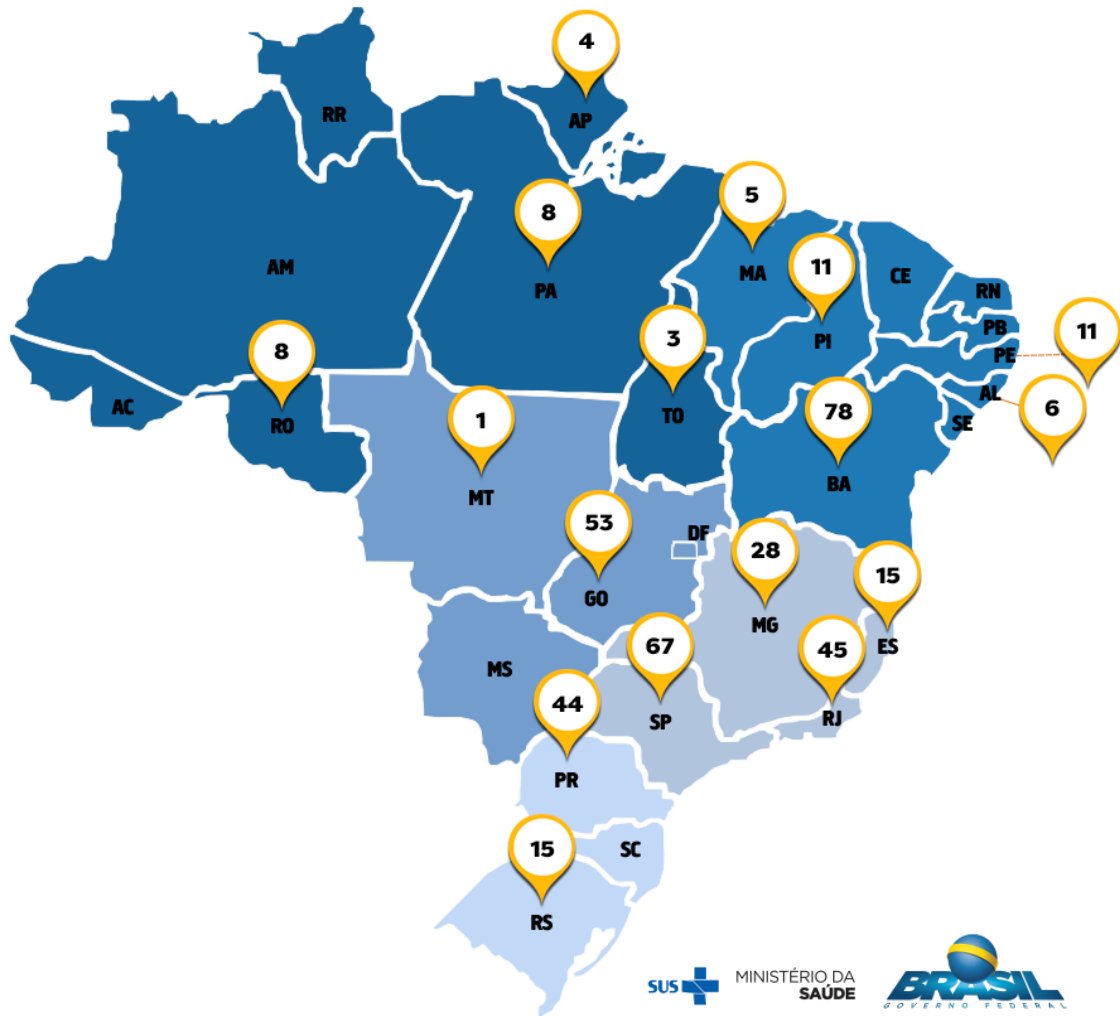 4
RR
AP
5
8
11
AM
MA
CE
PA
RN
PB
11
PI
PE
8
3
AL
6
1
78
AC
RO
TO
SE
MT
BA
53
DF
28
15
GO
MG
67
45
ES
MS
44
SP
RJ
PR
15
SC
RS
SUS
MINISTÉRIO DA
SAÚDE
BRASIL
GOVERNO FEDERAL